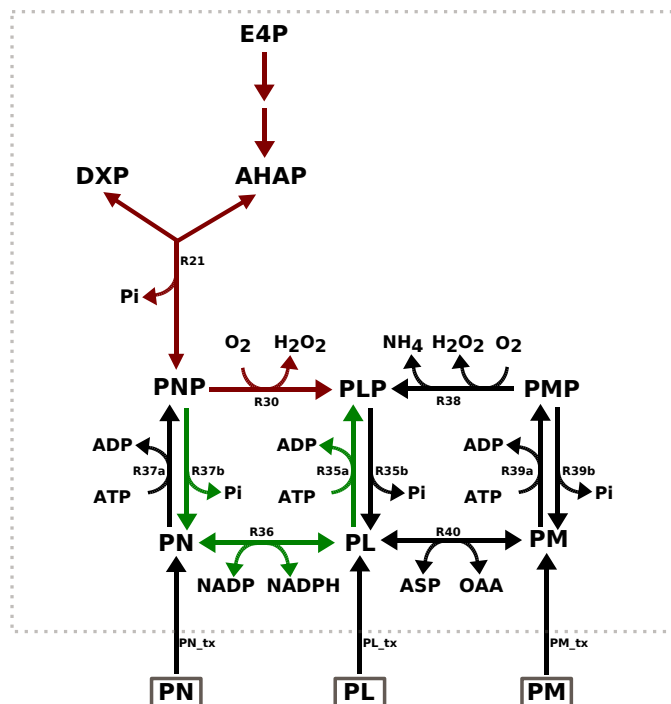 E4P
DXP AHAP
R21
Pi
O2 H2O2 NH4 H2O2 O2
PNP PLP PMP
R30 R38
ADP ADP ADP
R37a R37b R35a R35b R39a R39b
ATP Pi ATP Pi ATP Pi
R36 R40
PN PL PM
NADP NADPH ASP OAA
PN_tx PL_tx PM_tx
PN PL PM